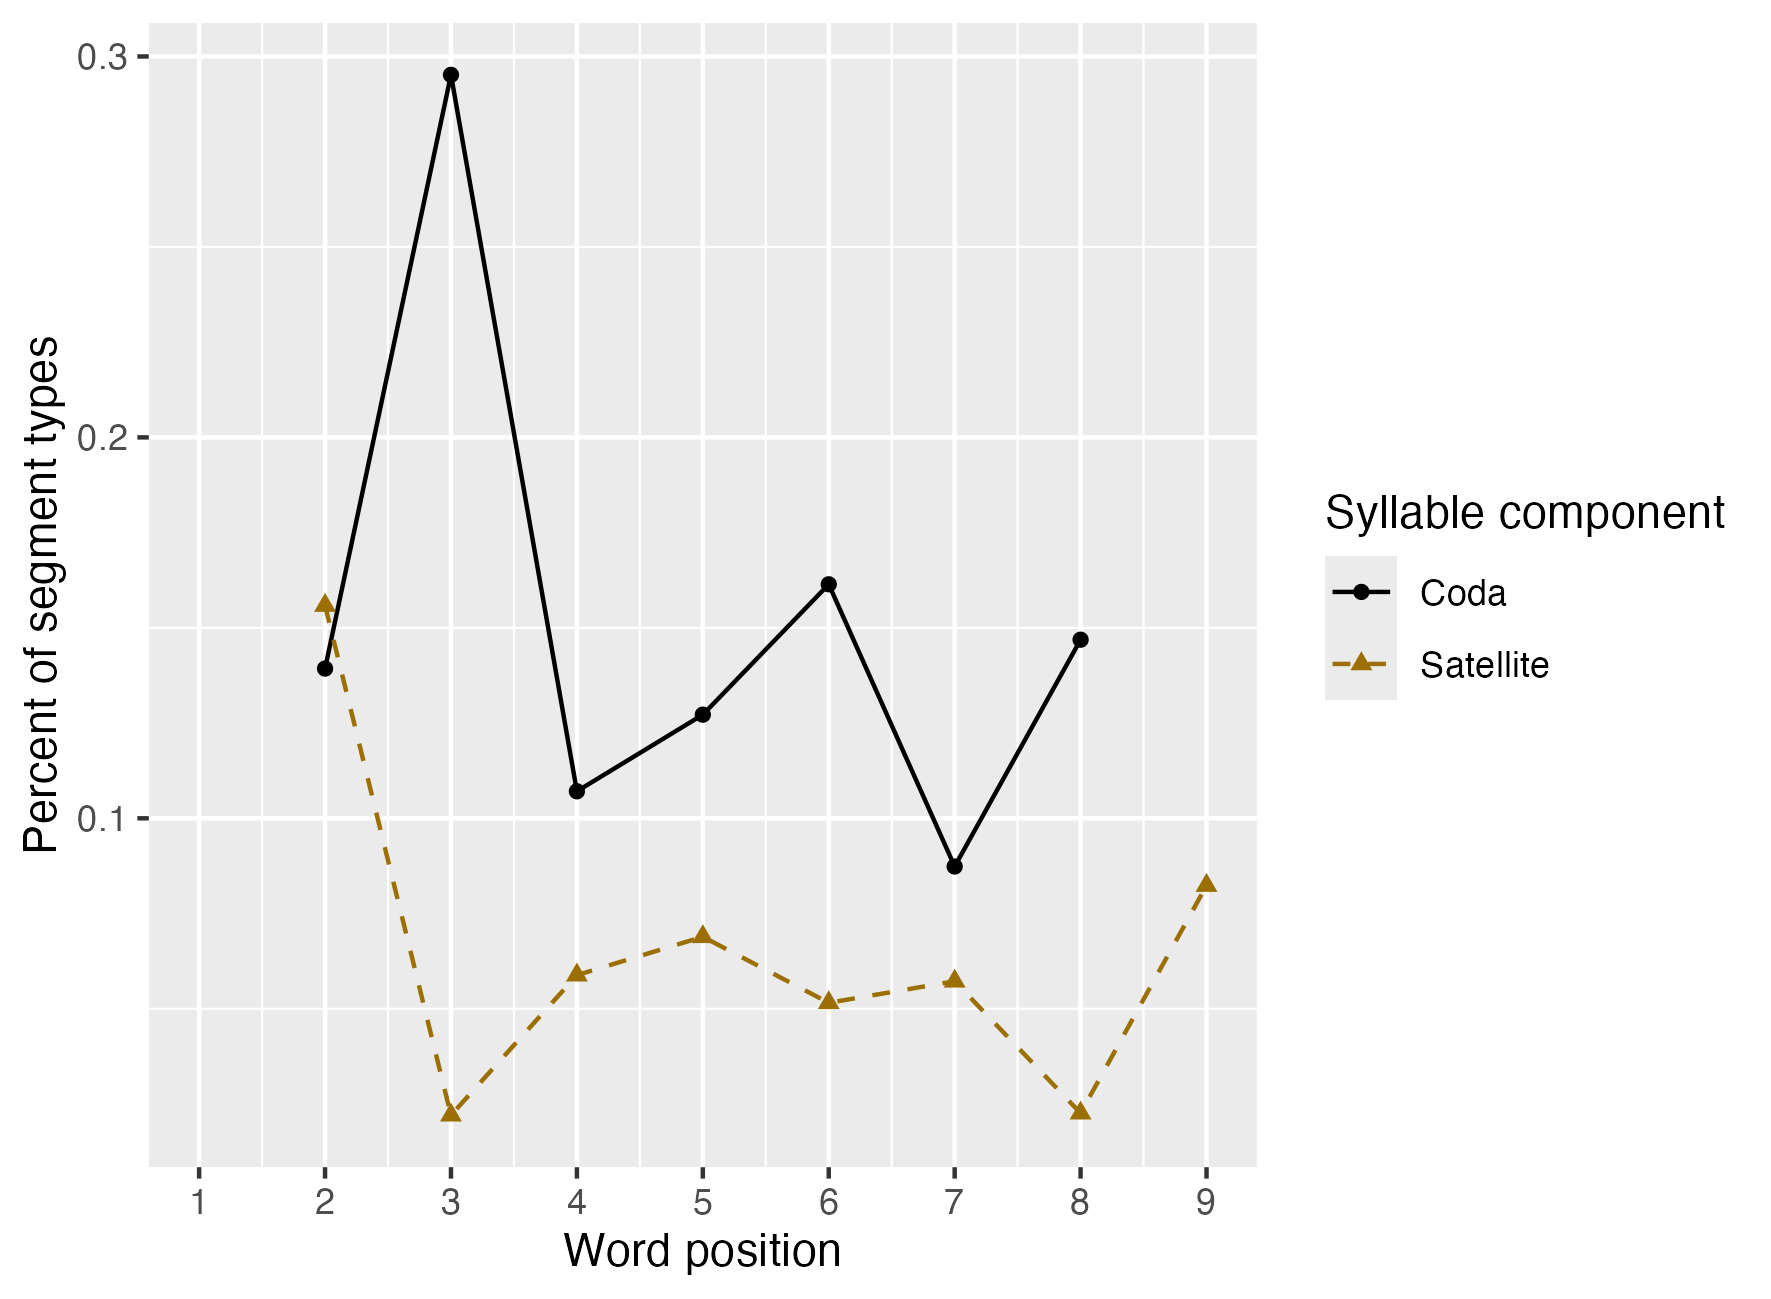 Percent of segment types
0.3
0.2
0.1
1 2 3 4 5 6 7 8 9
Word position
Syllable component
Coda
Satellite